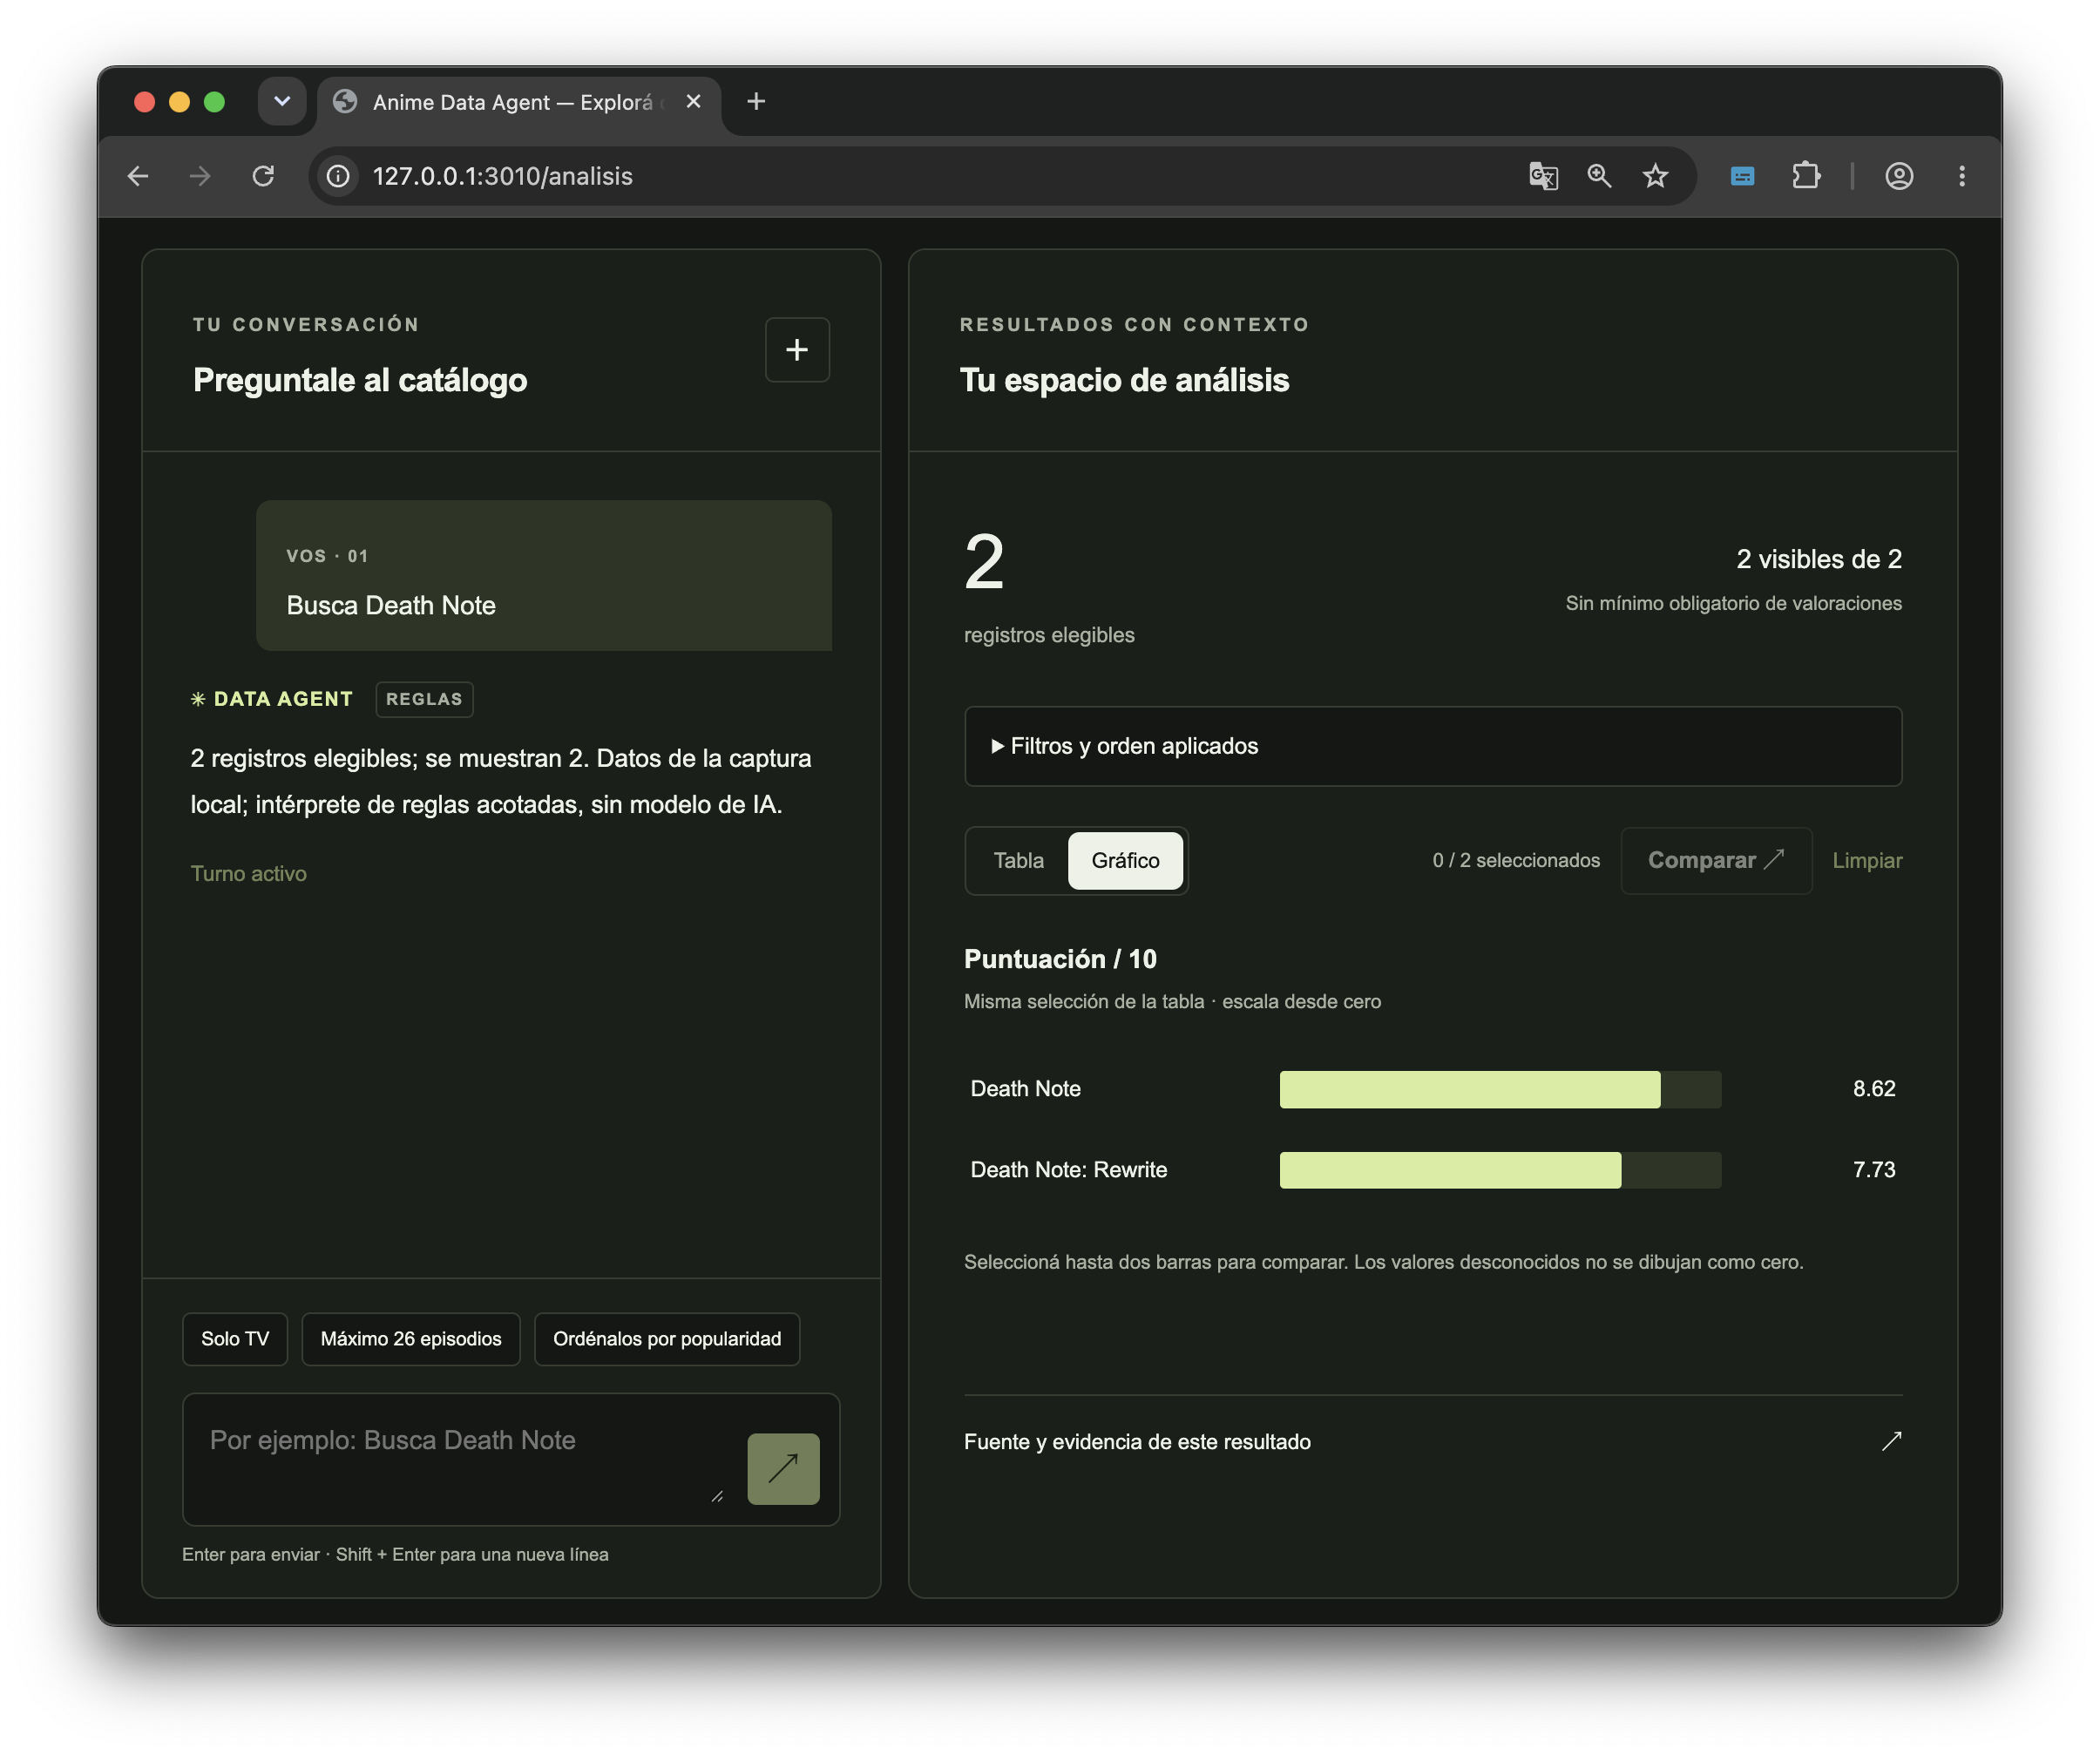 Anime Data Agent — Explorá
127.0.0.1:3010/analisis
TU CONVERSACIÓN
Preguntale al catálogo
VOS · 01
Busca Death Note
DATA AGENT REGLAS
2 registros elegibles; se muestran 2. Datos de la captura
local; intérprete de reglas acotadas, sin modelo de IA.
Turno activo
Solo TV
Máximo 26 episodios
Ordénalos por popularidad
Por ejemplo: Busca Death Note
Enter para enviar · Shift + Enter para una nueva línea
RESULTADOS CON CONTEXTO
Tu espacio de análisis
2
registros elegibles
2 visibles de 2
Sin mínimo obligatorio de valoraciones
Filtros y orden aplicados
Tabla
Gráfico
0 / 2 seleccionados
Comparar
Limpiar
Puntuación / 10
Misma selección de la tabla · escala desde cero
Death Note 8.62
Death Note: Rewrite 7.73
Seleccioná hasta dos barras para comparar. Los valores desconocidos no se dibujan como cero.
Fuente y evidencia de este resultado